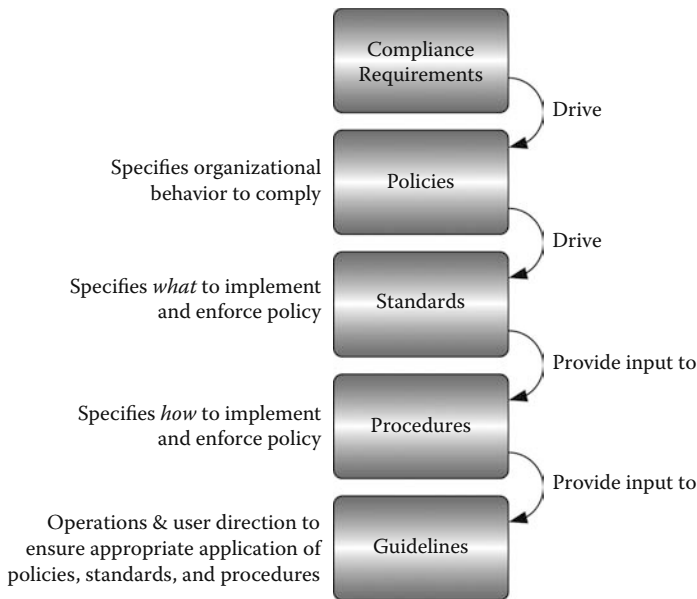 Compliance
Requirements
Drive
Specifies organizational
behavior to comply
Policies
Drive
Specifies what to implement
and enforce policy
Standards
Provide input to
Specifies how to implement
and enforce policy
Procedures
Provide input to
Operations & user direction to
ensure appropriate application of
policies, standards, and procedures
Guidelines